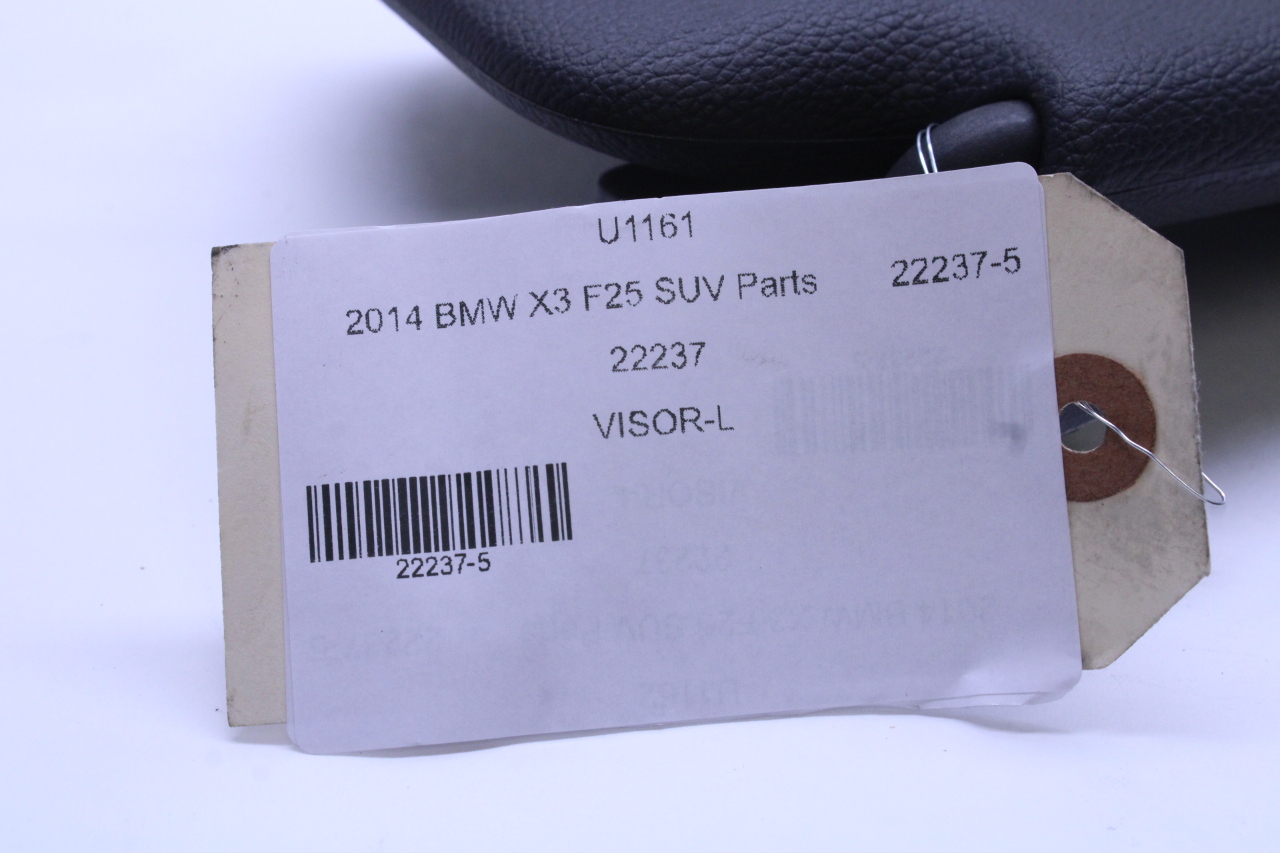 U1161
2014 BMW X3 F25 SUV Parts 22237-5
22237
VISOR-L
22237-5